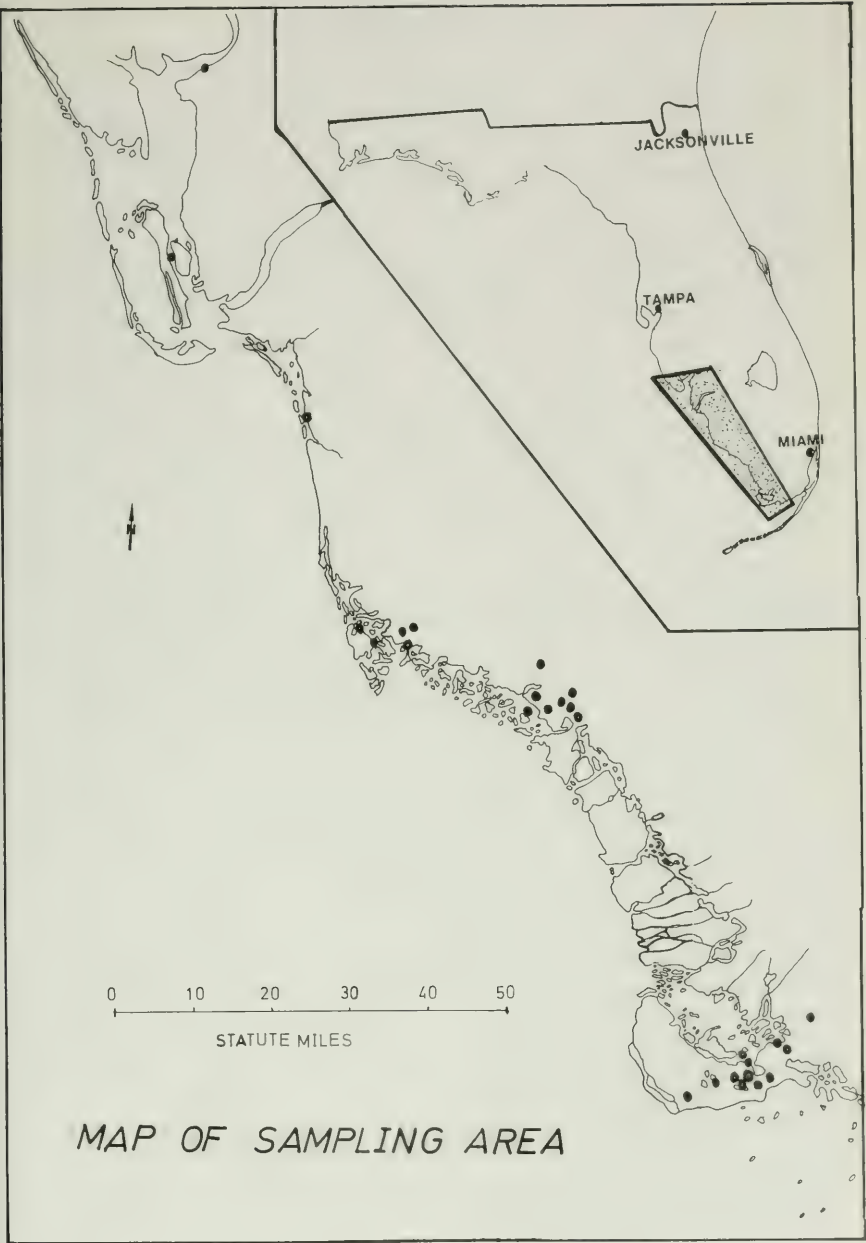 JACKSONVILLE
TAMPA
MIAMI
N
0 10 20 30 40 50
STATUTE MILES
MAP OF SAMPLING AREA